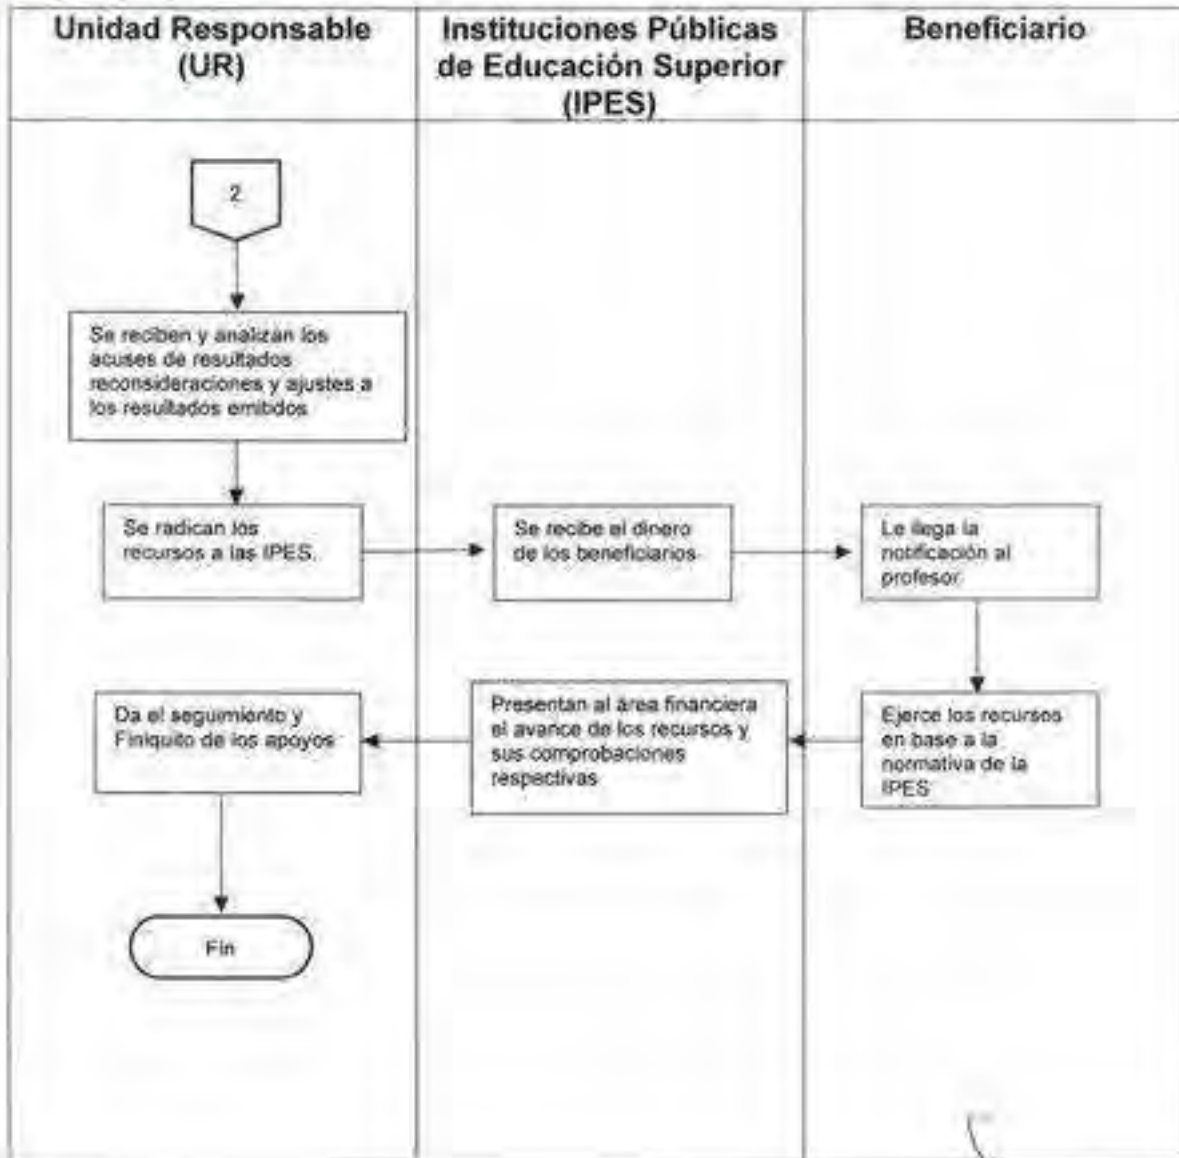 Unidad Responsable
(UR)
Instituciones Públicas
de Educación Superior
(IPES)
Beneficiario
2
Se reciben y analizan los
acuses de resultados
reconsideraciones y ajustes a
los resultados emitidos
Se radican los
recursos a las IPES.
Se recibe el dinero
de los beneficiarios
Le llega la
notificación al
profesor
Da el seguimiento y
Finiquito de los apoyos
Presentan al área financiera
el avance de los recursos y
sus comprobaciones
respectivas
Ejerce los recursos
en base a la
normativa de la
IPES
Fin